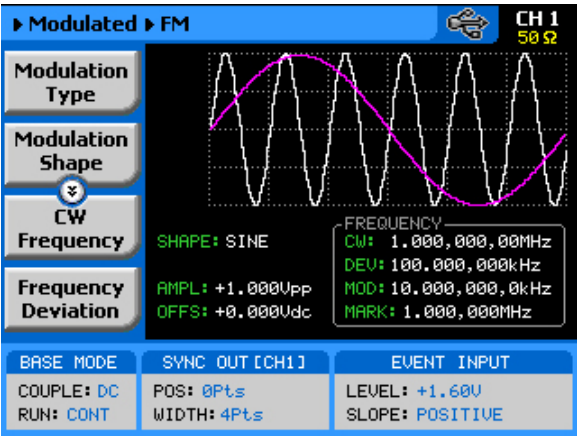 ▶ Modulated ▶ FM
CH 1
50 Ω
Modulation
Type
Modulation
Shape
CW
Frequency
Frequency
Deviation
SHAPE: SINE
AMPL: +1.000Vpp
OFFS: +0.000Vdc
FREQUENCY
CW: 1.000,000,00MHz
DEV: 100.000,000kHz
MOD: 10.000,000,0kHz
MARK: 1.000,000MHz
BASE MODE
COUPLE: DC
RUN: CONT
SYNC OUT [CH1]
POS: 0Pts
WIDTH: 4Pts
EVENT INPUT
LEVEL: +1.60V
SLOPE: POSITIVE